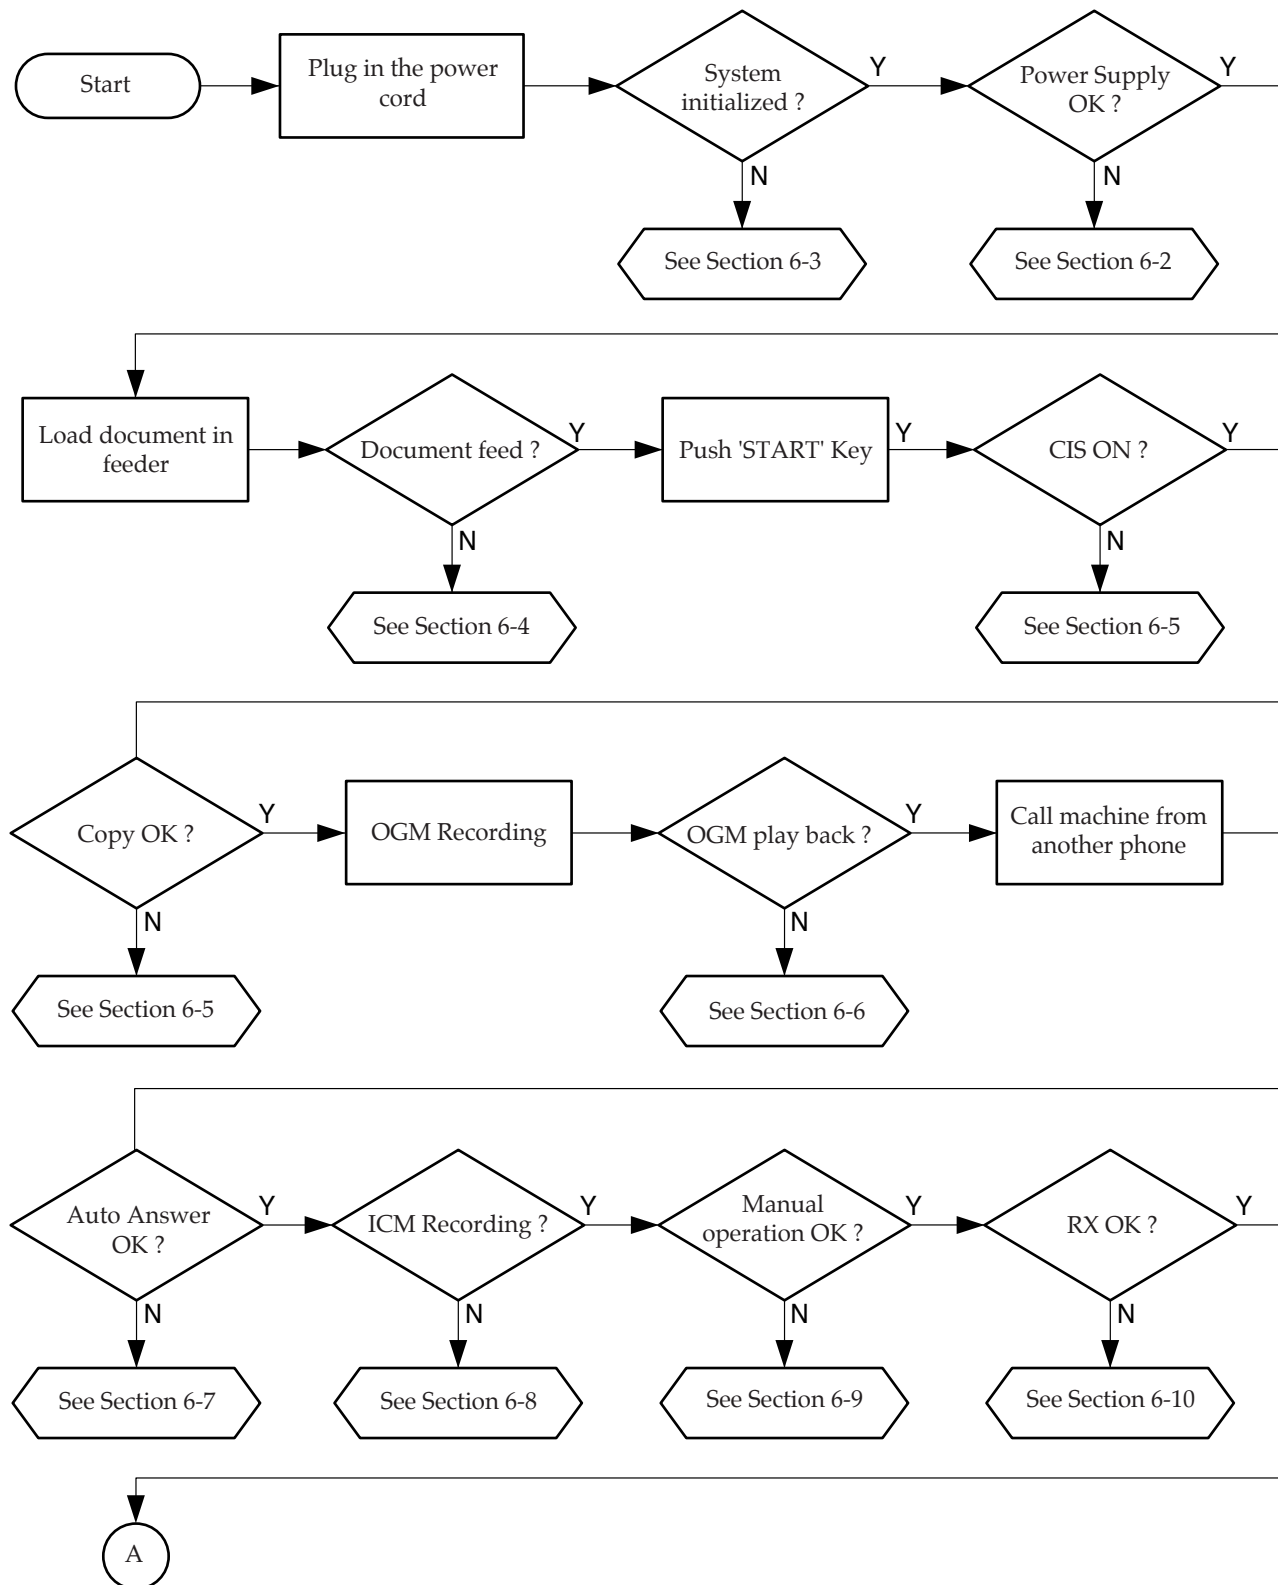 Start
Plug in the power
cord
System
initialized ?
Y
Power Supply
OK ?
Y
N
N
See Section 6-3
See Section 6-2
Load document in
feeder
Document feed ?
Y
Push 'START' Key
Y
CIS ON ?
Y
N
N
See Section 6-4
See Section 6-5
Copy OK ?
Y
OGM Recording
OGM play back ?
Y
Call machine from
another phone
N
N
See Section 6-5
See Section 6-6
Auto Answer
OK ?
Y
ICM Recording ?
Y
Manual
operation OK ?
Y
RX OK ?
Y
N
N
N
N
See Section 6-7
See Section 6-8
See Section 6-9
See Section 6-10
A